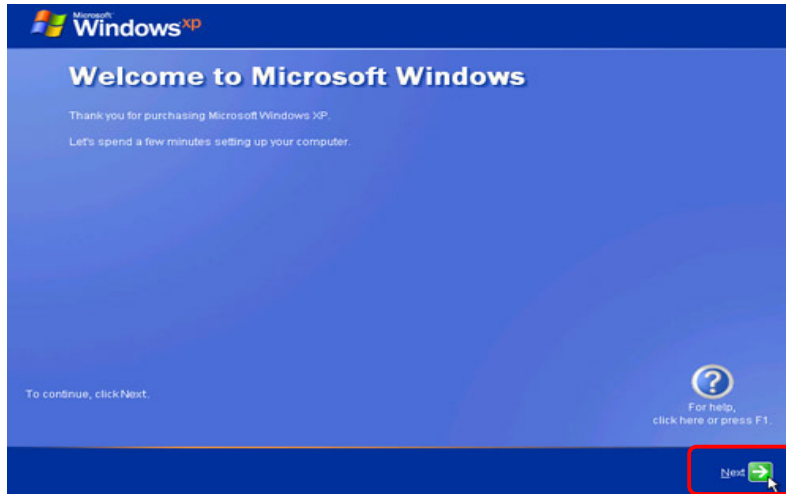 Microsoft
Windows xp
Welcome to Microsoft Windows
Thank you for purchasing Microsoft Windows XP.
Let's spend a few minutes setting up your computer.
To continue, click Next.
For help,
click here or press F1.
Next